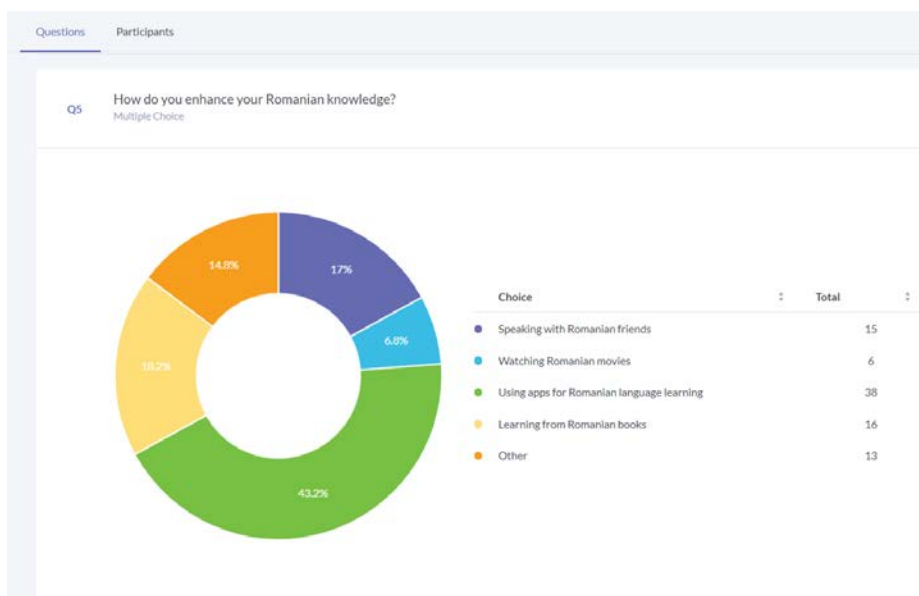 Questions Participants
Q5 How do you enhance your Romanian knowledge?
Multiple Choice
14.8% 17%
6.8%
18.2%
43.2%
Choice Total
Speaking with Romanian friends 15
Watching Romanian movies 6
Using apps for Romanian language learning 38
Learning from Romanian books 16
Other 13